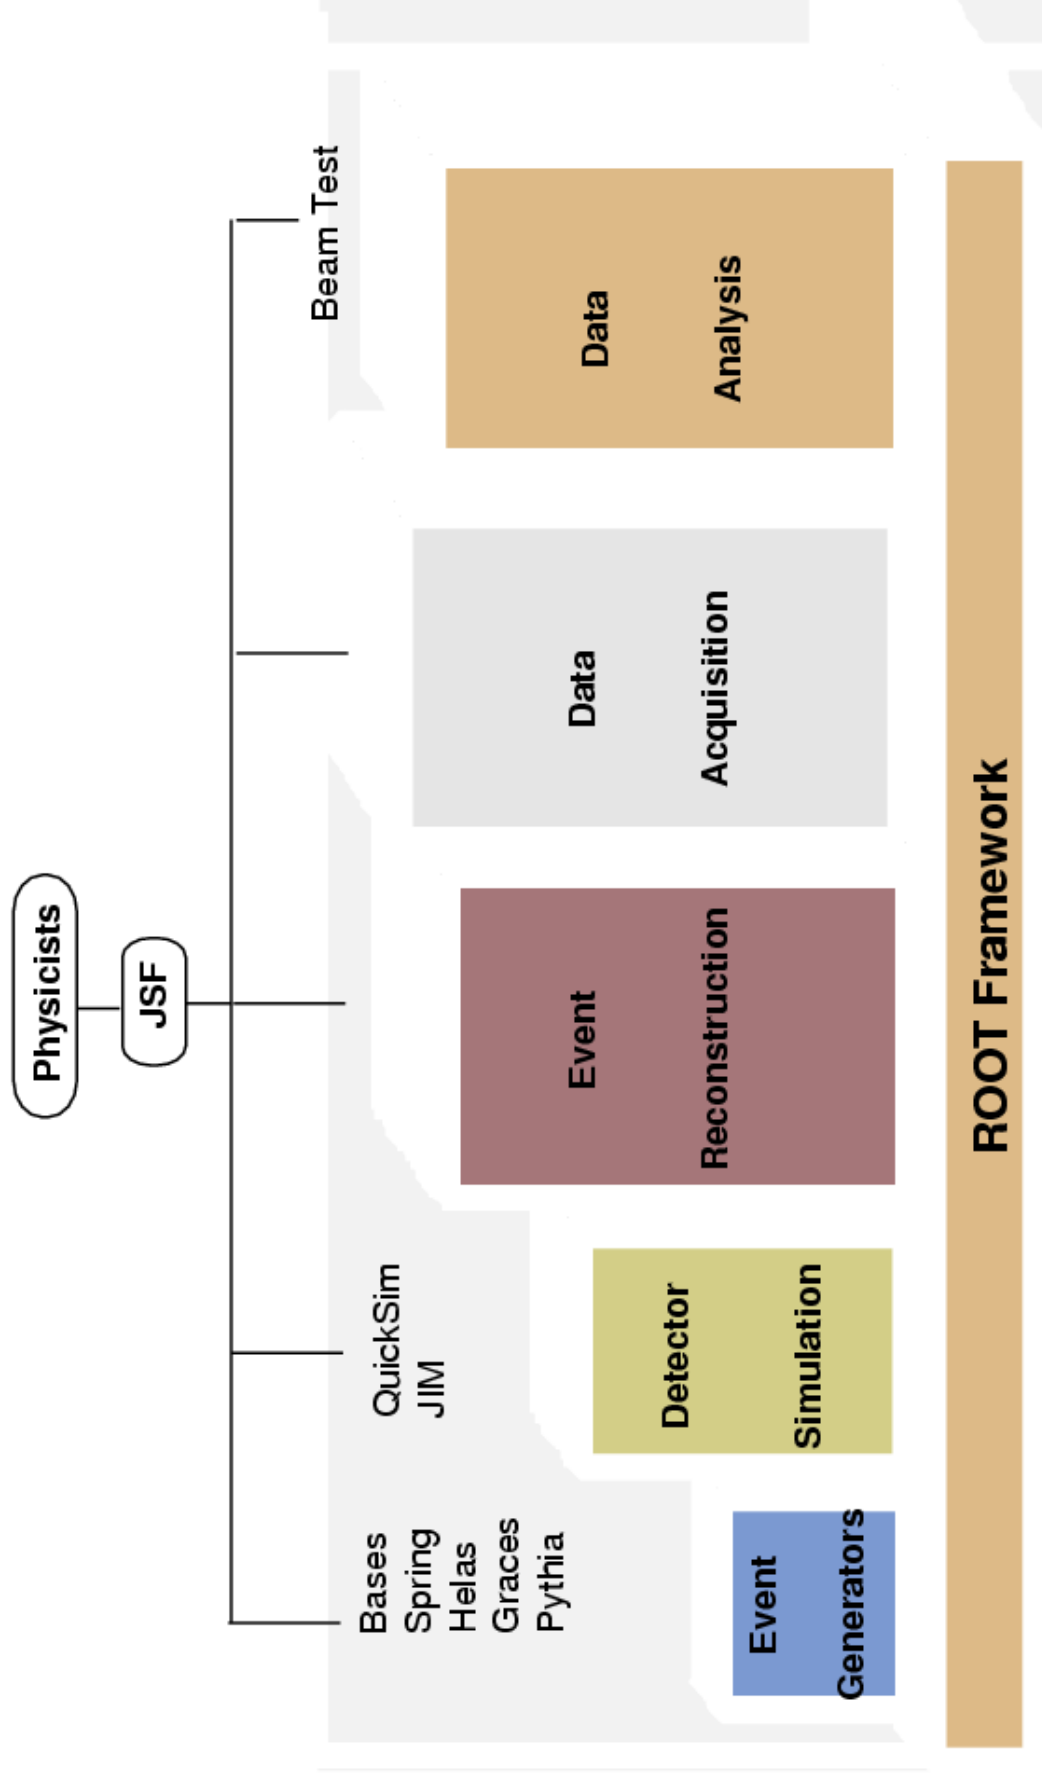 Physicists
JSF
Bases
Spring
Helas
Graces
Pythia
QuickSim
JIM
Beam Test
Event
Generators
Detector
Simulation
Event
Reconstruction
Data
Acquisition
Data
Analysis
ROOT Framework